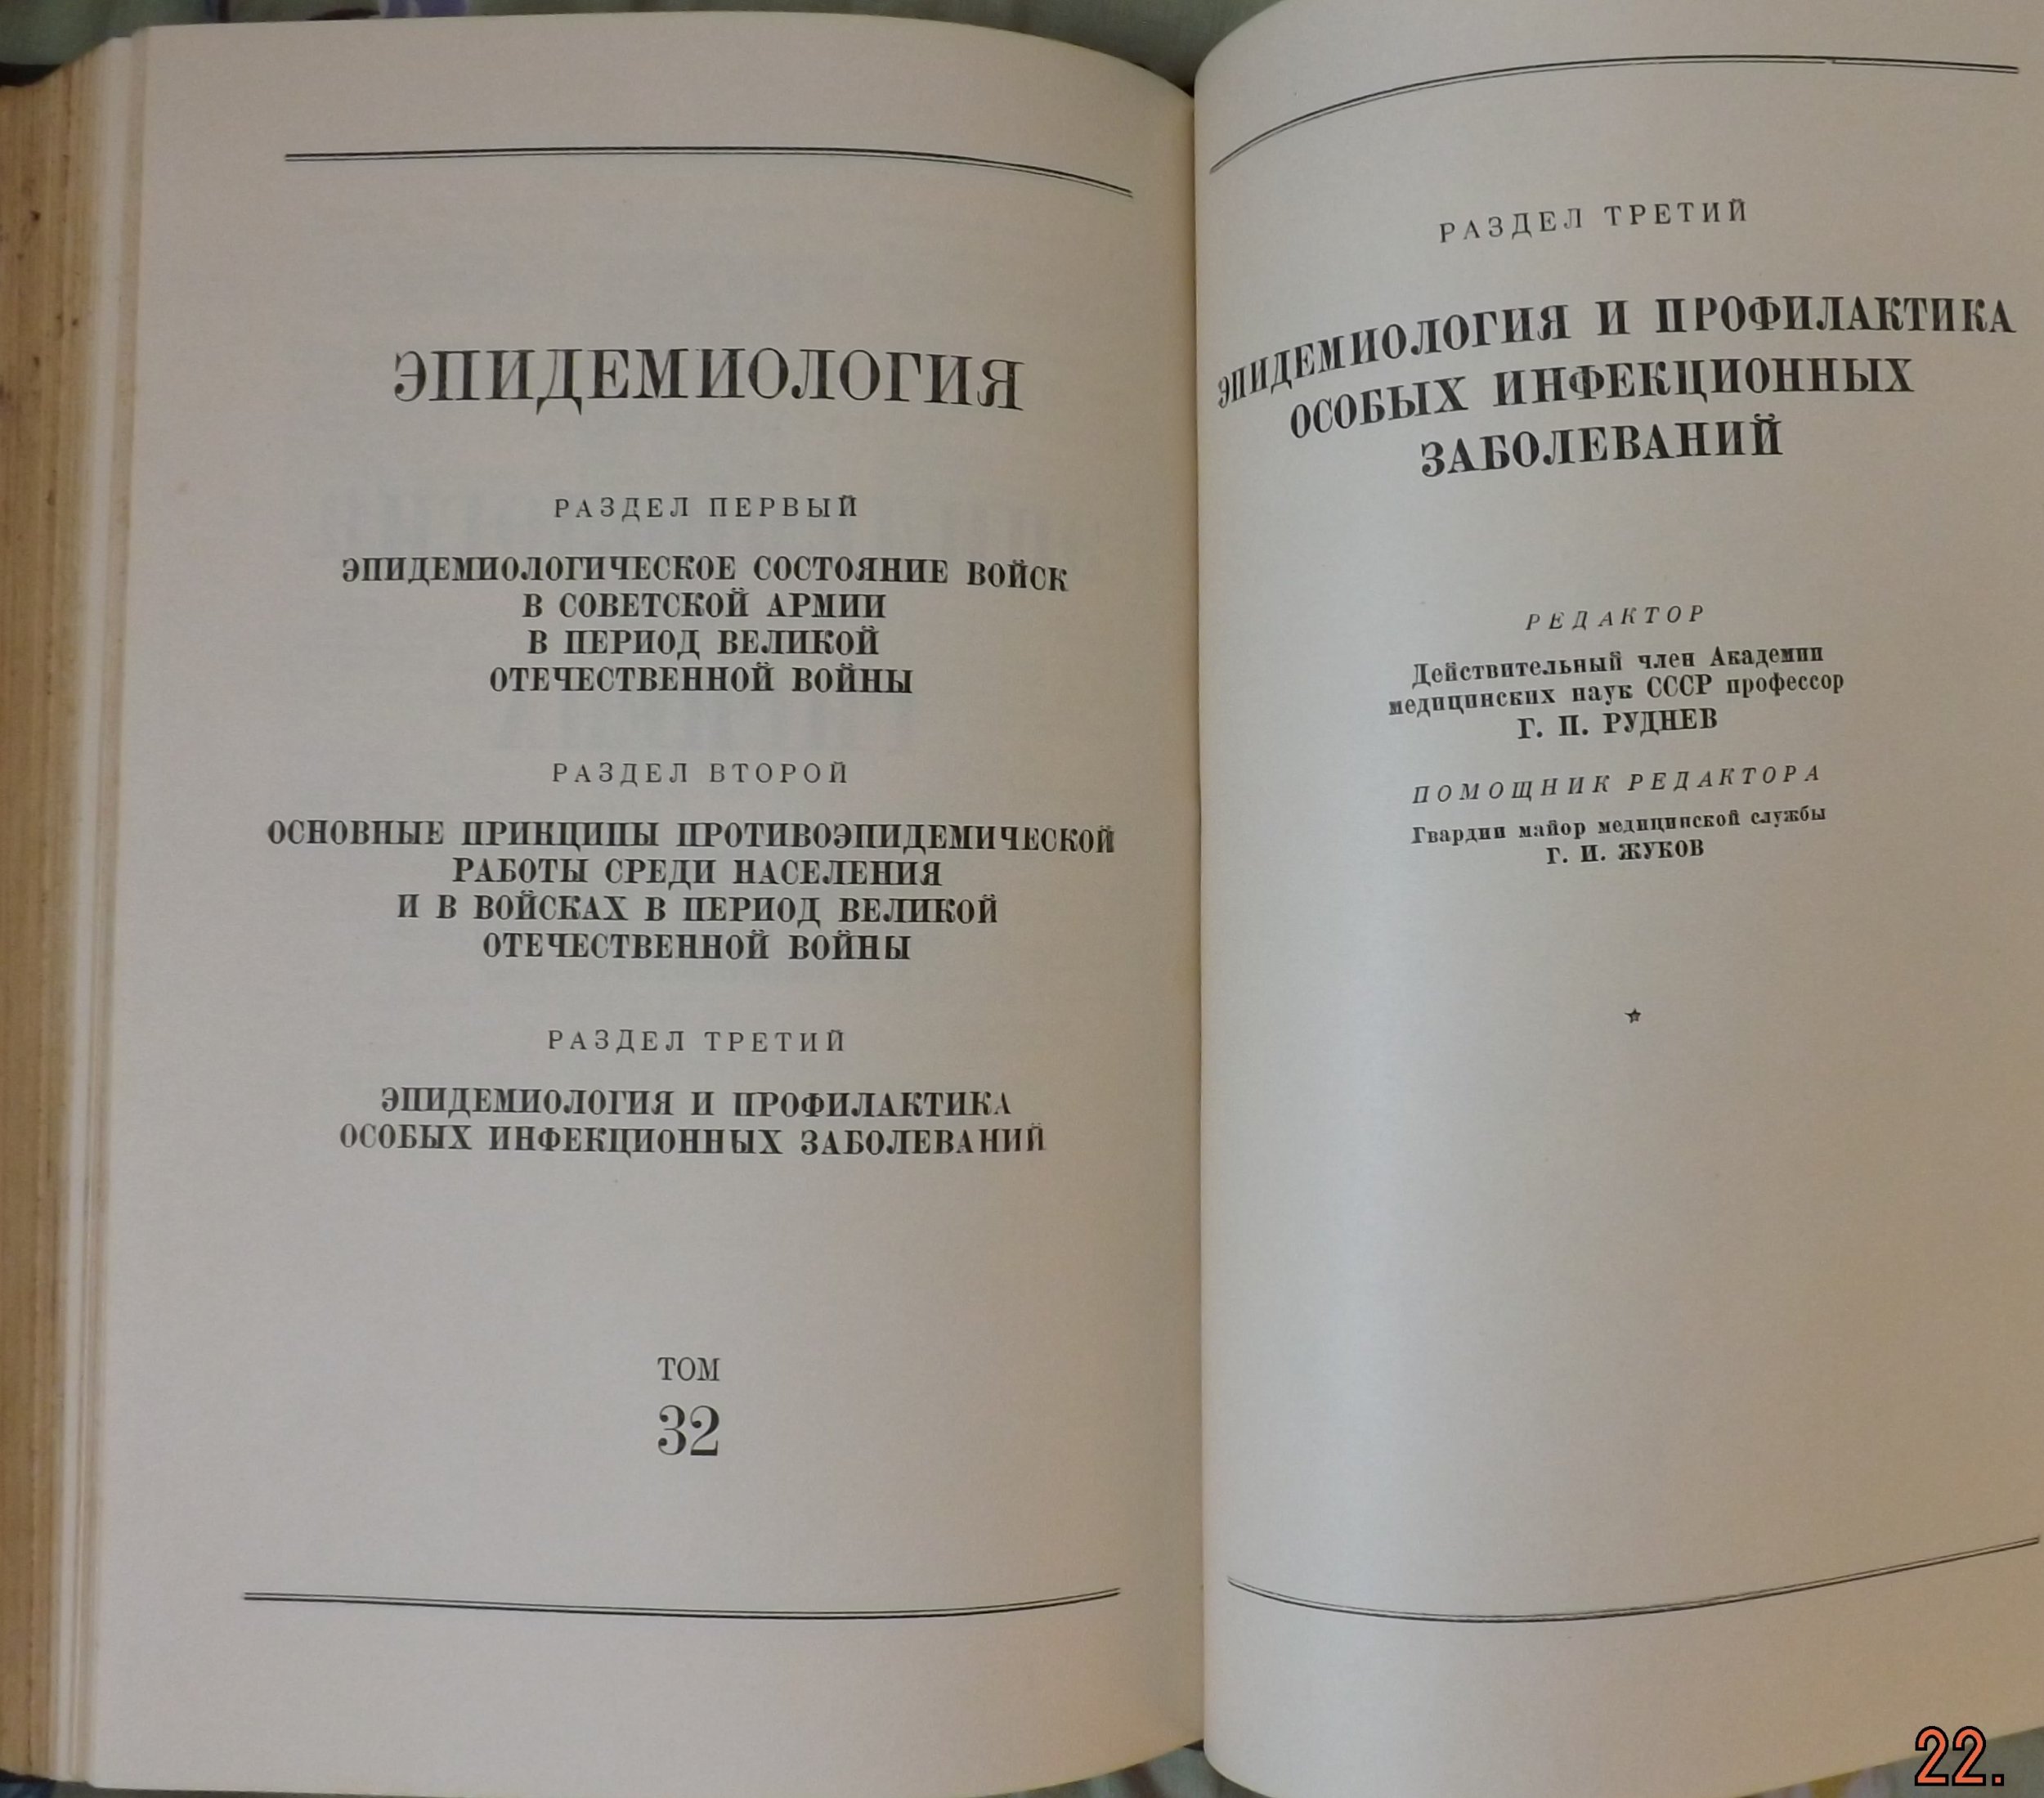 ЭПИДЕМИОЛОГИЯ
РАЗДЕЛ ПЕРВЫЙ
ЭПИДЕМИОЛОГИЧЕСКОЕ СОСТОЯНИЕ ВОЙСК
В СОВЕТСКОЙ АРМИИ
В ПЕРИОД ВЕЛИКОЙ
ОТЕЧЕСТВЕННОЙ ВОЙНЫ
РАЗДЕЛ ВТОРОЙ
ОСНОВНЫЕ ПРИНЦИПЫ ПРОТИВОЭПИДЕМИЧЕСКОЙ
РАБОТЫ СРЕДИ НАСЕЛЕНИЯ
И В ВОЙСКАХ В ПЕРИОД ВЕЛИКОЙ
ОТЕЧЕСТВЕННОЙ ВОЙНЫ
РАЗДЕЛ ТРЕТИЙ
ЭПИДЕМИОЛОГИЯ И ПРОФИЛАКТИКА
ОСОБЫХ ИНФЕКЦИОННЫХ ЗАБОЛЕВАНИЙ
ТОМ
32
РАЗДЕЛ ТРЕТИЙ
ЭПИДЕМИОЛОГИЯ И ПРОФИЛАКТИКА
ОСОБЫХ ИНФЕКЦИОННЫХ
ЗАБОЛЕВАНИЙ
РЕДАКТОР
Действительный член Академии
медицинских наук СССР профессор
Г. П. РУДНЕВ
ПОМОЩНИК РЕДАКТОРА
Гвардии майор медицинской службы
Г. И. ЖУКОВ
22.